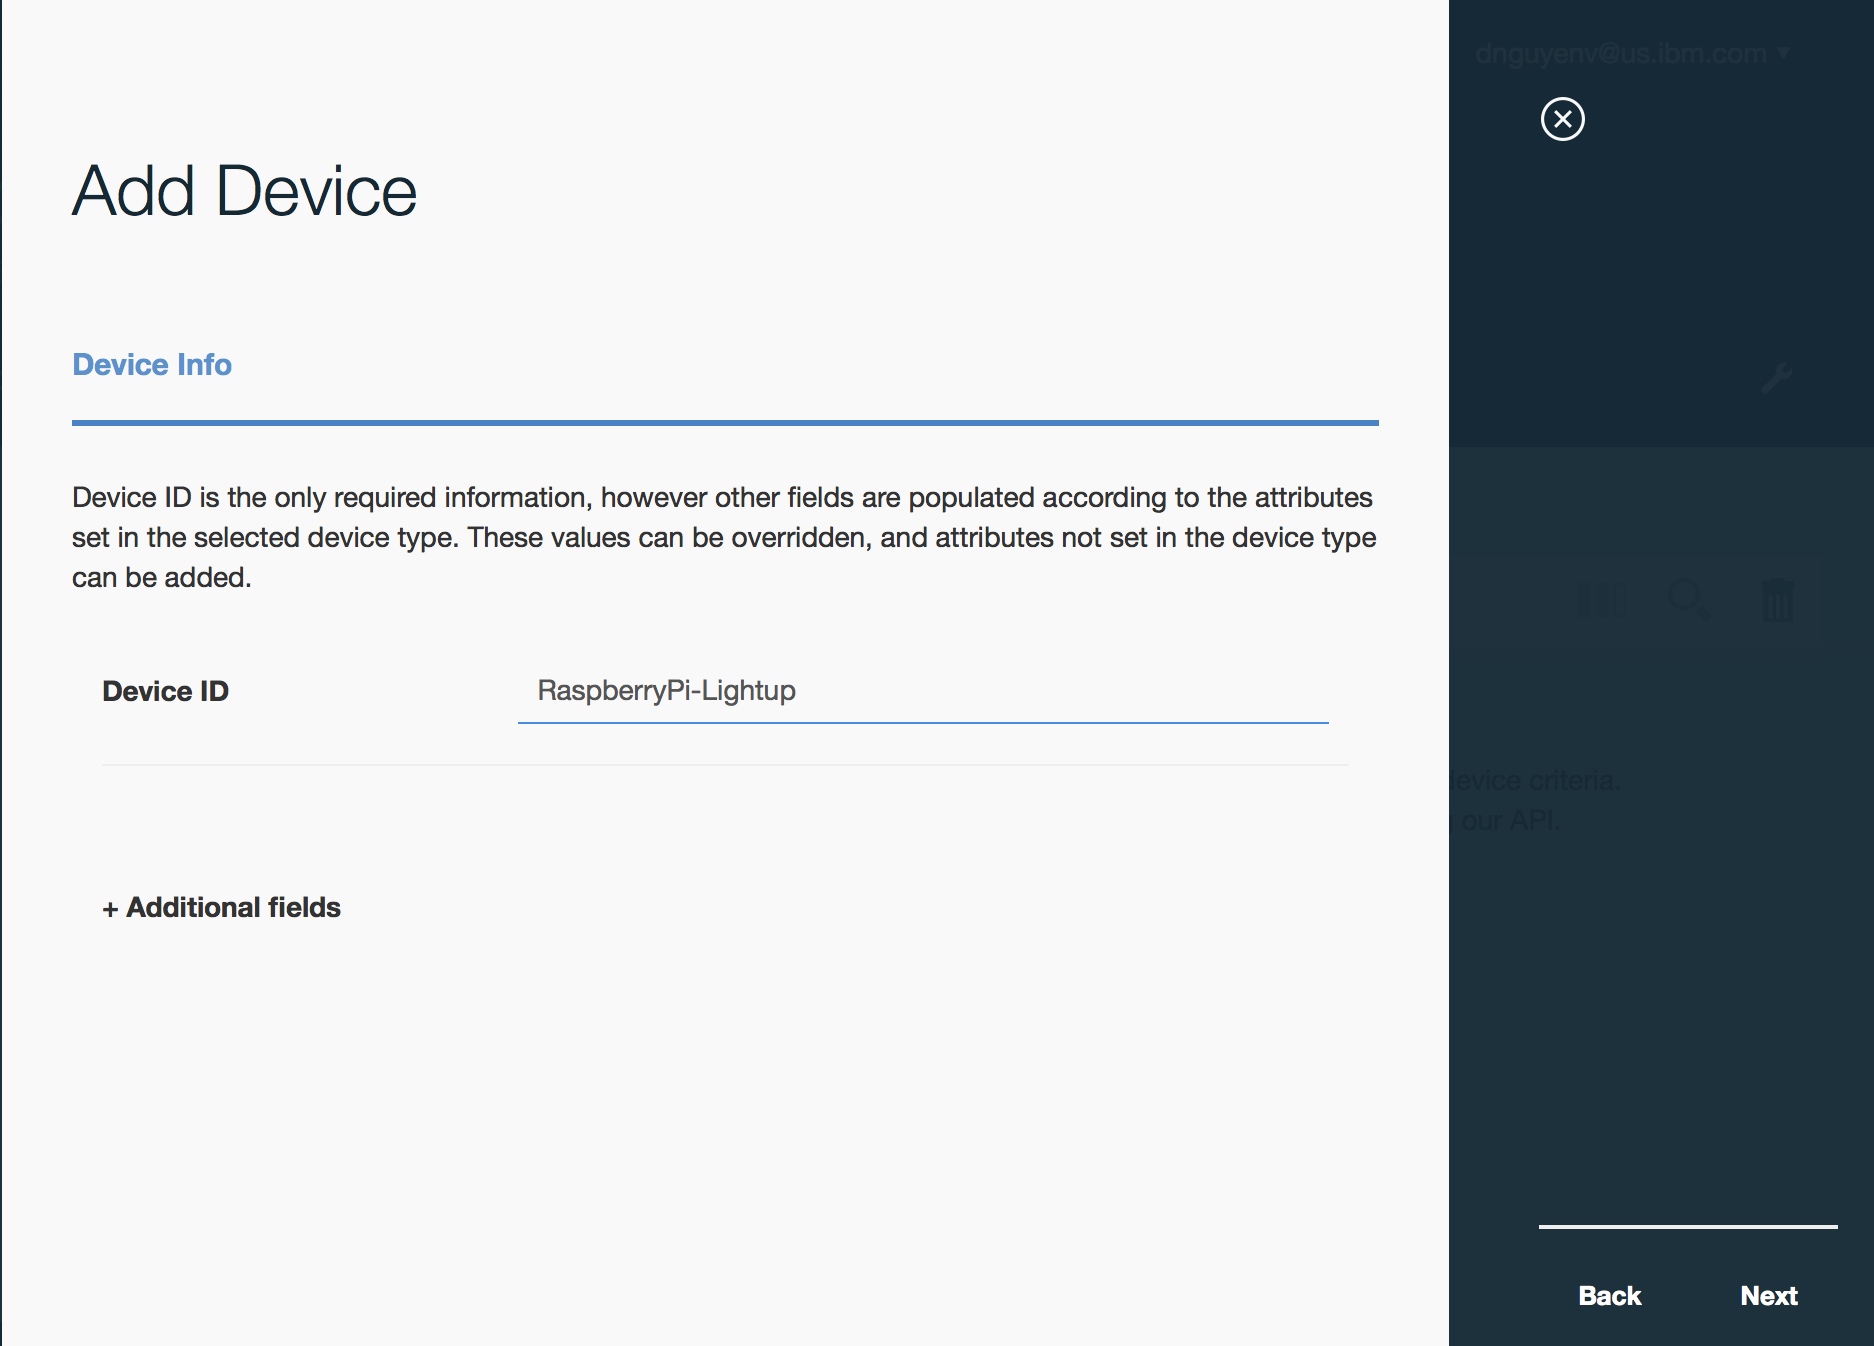 dnguyenv@us.ibm.com
Add Device
Device Info
Device ID is the only required information, however other fields are populated according to the attributes
set in the selected device type. These values can be overridden, and attributes not set in the device type
can be added.
Device ID
RaspberryPi-Lightup
device criteria.
our API.
+ Additional fields
Back
Next